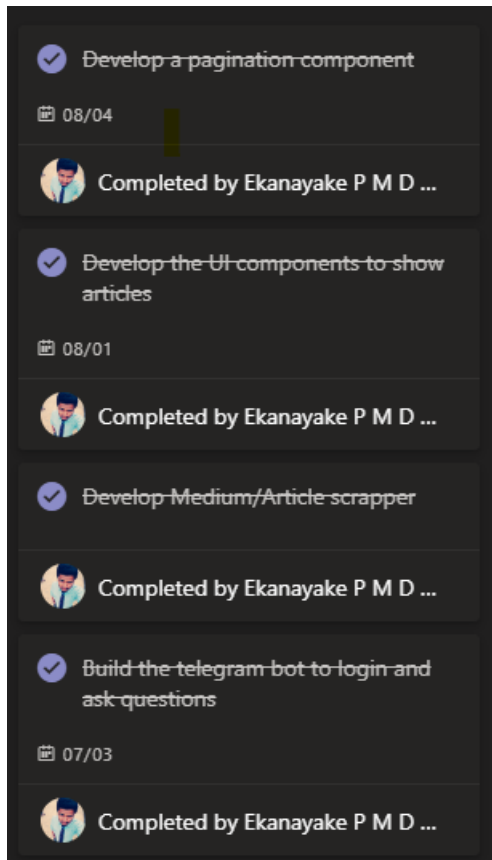 Develop a pagination component
08/04
Completed by Ekanayake P M D ...
Develop the UI components to show
articles
08/01
Completed by Ekanayake P M D ...
Develop Medium/Article scrapper
Completed by Ekanayake P M D ...
Build the telegram bot to login and
ask questions
07/03
Completed by Ekanayake P M D ...